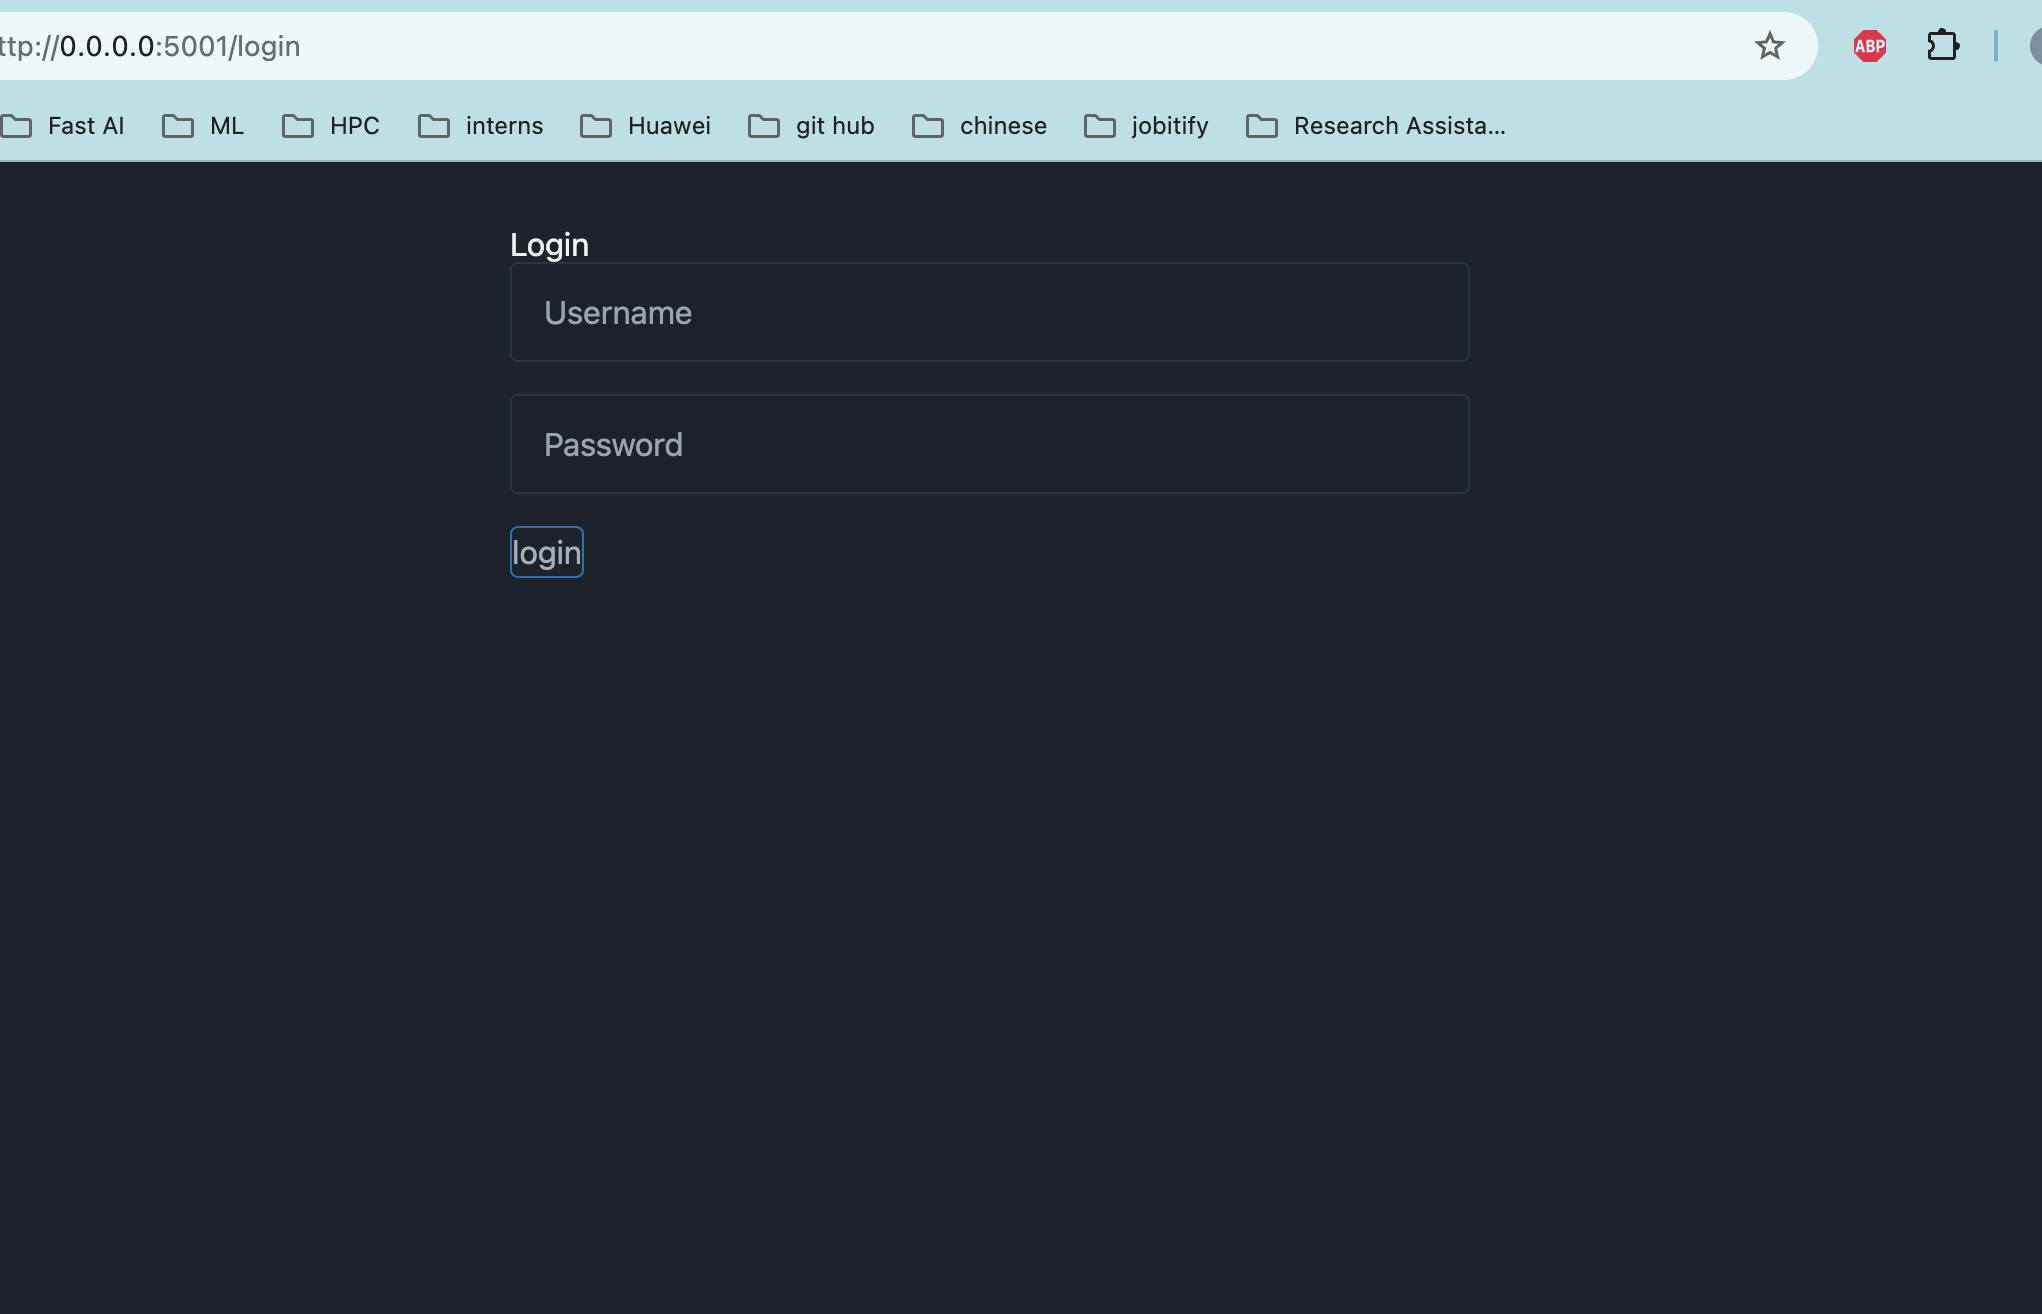 ttp://0.0.0.0:5001/login
ABP
Fast AI ML HPC interns Huawei git hub chinese jobitify Research Assista...
Login
Username
Password
login